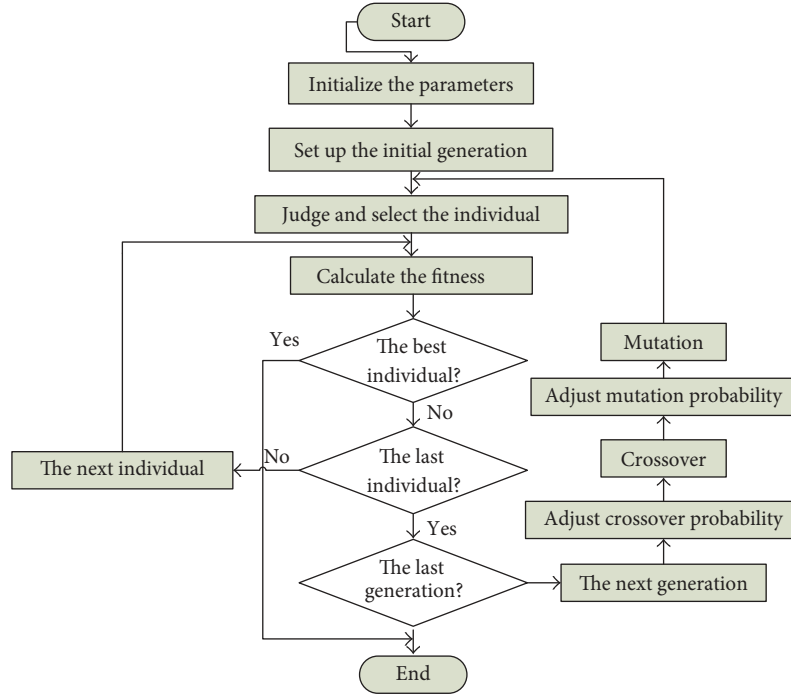 Start
Initialize the parameters
Set up the initial generation
Judge and select the individual
Calculate the fitness
Yes
The best
individual?
No
The next individual
No
The last
individual?
Yes
The last
generation?
The next generation
Adjust crossover probability
Crossover
Adjust mutation probability
Mutation
End